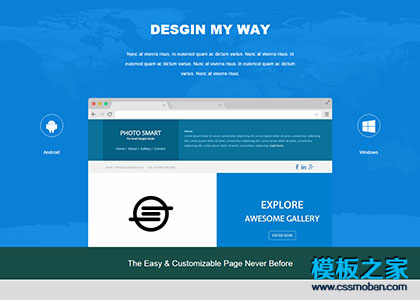 DESGIN MY WAY
Nunc at viverra risus. In euismod quam ac dictum varius. Nunc at viverra risus. In
euismod quam ac dictum varius. Nunc at viverra risus. In euismod quam ac dictum
varius. Nunc at viverra risus.
PHOTO SMART
Home / About / Gallery / Contact
Android
Windows
EXPLORE
AWESOME GALLERY
ENTER NOW
The Easy & Customizable Page Never Before
模板之家
www.cssmoban.com